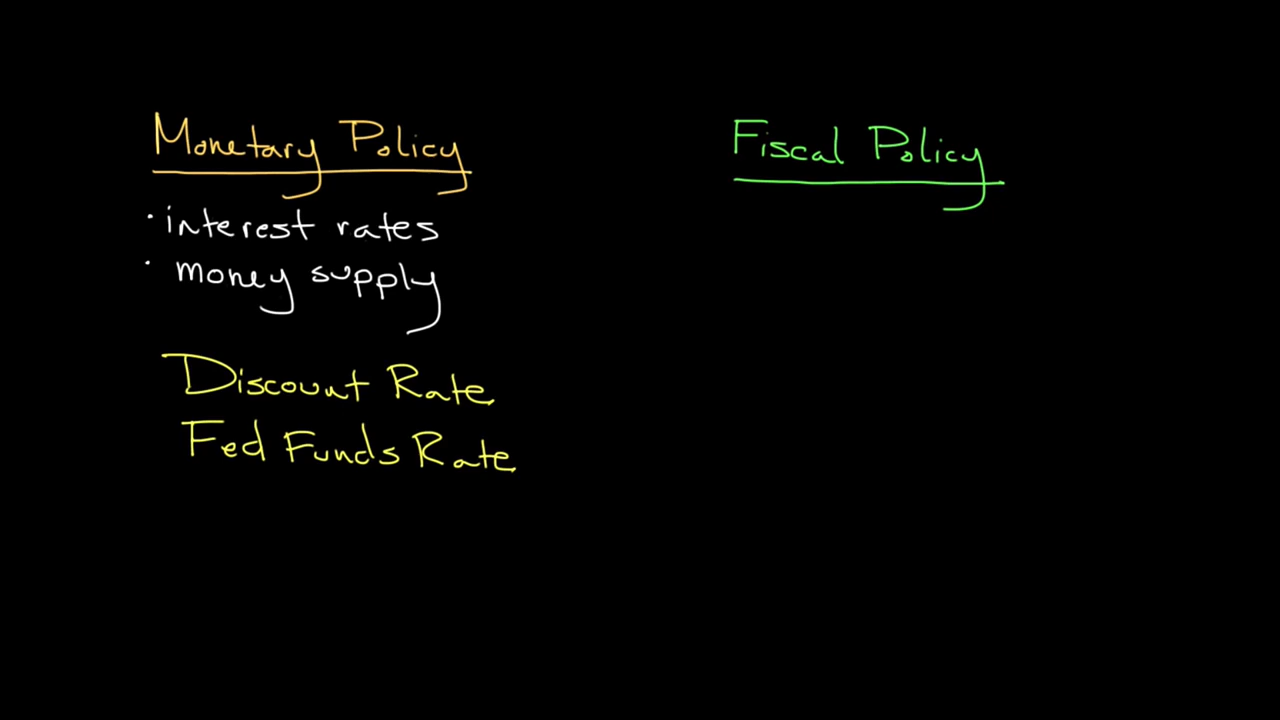 Monetary Policy
· interest rates
· money supply
Discount Rate
Fed Funds Rate
Fiscal Policy